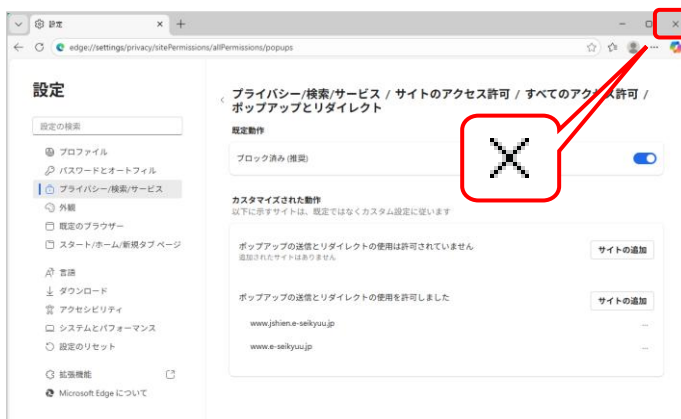 設定
edge://settings/privacy/sitePermissions/allPermissions/popups
設定
設定の検索
プロファイル
パスワードとオートフィル
プライバシー/検索/サービス
外観
既定のブラウザー
スタート/ホーム/新規タブ ページ
言語
ダウンロード
アクセシビリティ
システムとパフォーマンス
設定のリセット
拡張機能
Microsoft Edge について
プライバシー/検索/サービス / サイトのアクセス許可 / すべてのアクセス許可 /
ポップアップとリダイレクト
既定動作
ブロック済み (推奨)
カスタマイズされた動作
以下に示すサイトは、既定ではなくカスタム設定に従います
ポップアップの送信とリダイレクトの使用は許可されていません
追加されたサイトはありません
サイトの追加
ポップアップの送信とリダイレクトの使用を許可しました
サイトの追加
www.jshien.e-seikyuu.jp
www.e-seikyuu.jp